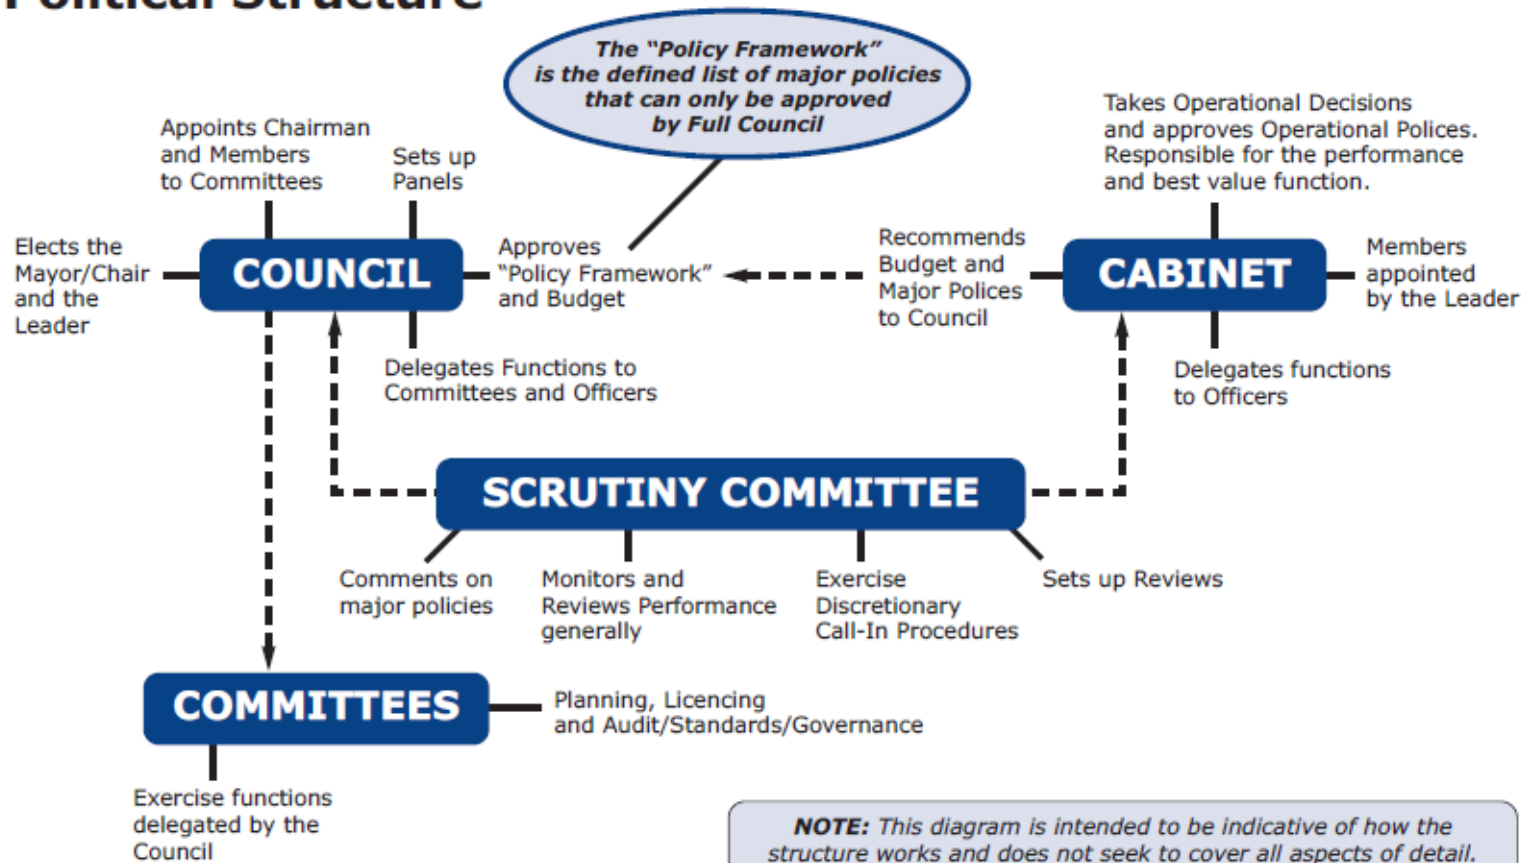 Political Structure
The “Policy Framework”
is the defined list of major policies
that can only be approved
by Full Council
Appoints Chairman
and Members
to Committees
Sets up
Panels
Takes Operational Decisions
and approves Operational Polices.
Responsible for the performance
and best value function.
Elects the
Mayor/Chair
and the
Leader
COUNCIL
Approves
“Policy Framework”
and Budget
Recommends
Budget and
Major Polices
to Council
CABINET
Members
appointed
by the Leader
Delegates Functions to
Committees and Officers
Delegates functions
to Officers
SCRUTINY COMMITTEE
Comments on
major policies
Monitors and
Reviews Performance
generally
Exercise
Discretionary
Call-In Procedures
Sets up Reviews
COMMITTEES
Planning, Licencing
and Audit/Standards/Governance
Exercise functions
delegated by the
Council
NOTE: This diagram is intended to be indicative of how the
structure works and does not seek to cover all aspects of detail.